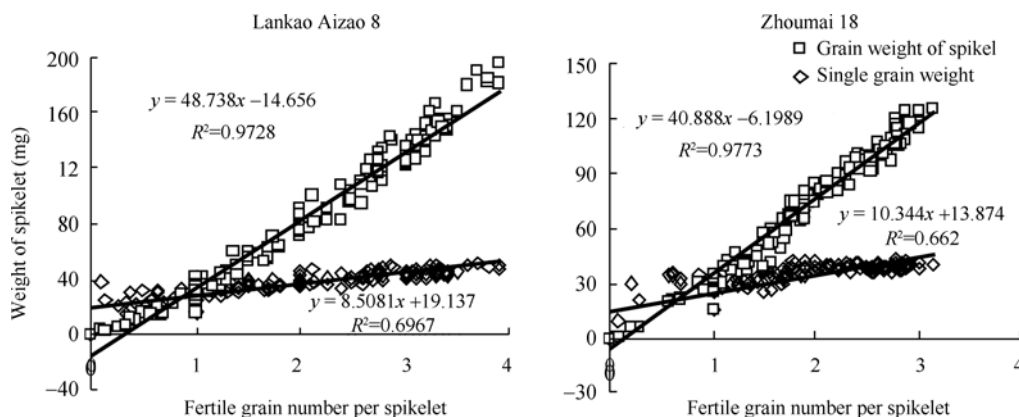 Lankao Aizao 8
Zhoumai 18
Weight of spikelet (mg)
200
160
12
80
40
0
−40
y = 48.738x −14.656
R²=0.9728
y = 8.5081x +19.137
R²=0.6967
0
1
2
3
4
Fertile grain number per spikelet
150
120
90
60
30
0
−30
Grain weight of spikel
Single grain weight
y = 40.888x −6.1989
R²=0.9773
y = 10.344x +13.874
R²=0.662
0
1
2
3
4
Fertile grain number per spikelet